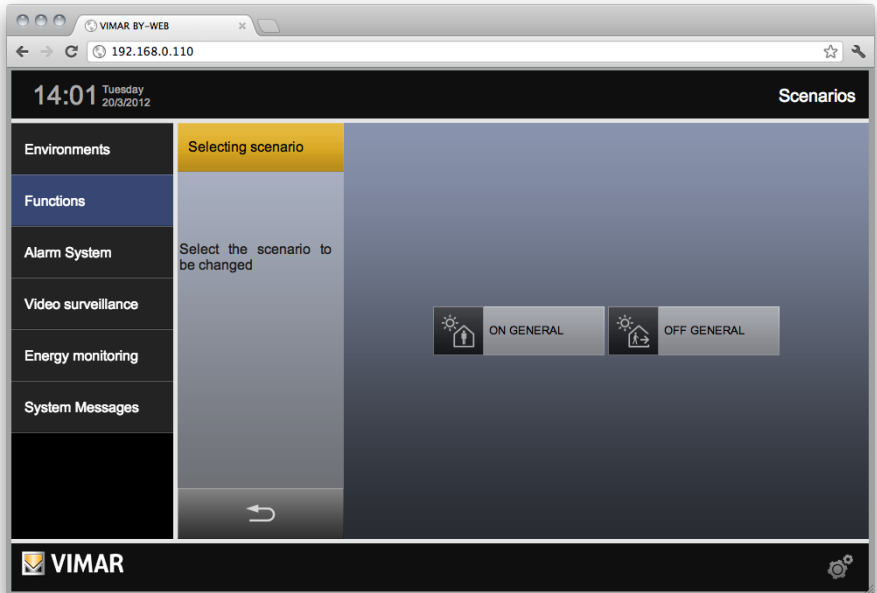 VIMAR BY-WEB
192.168.0.110
14:01 Tuesday
20/3/2012
Scenarios
Environments
Functions
Alarm System
Video surveillance
Energy monitoring
System Messages
Selecting scenario
Select the scenario to
be changed
ON GENERAL
OFF GENERAL
VIMAR